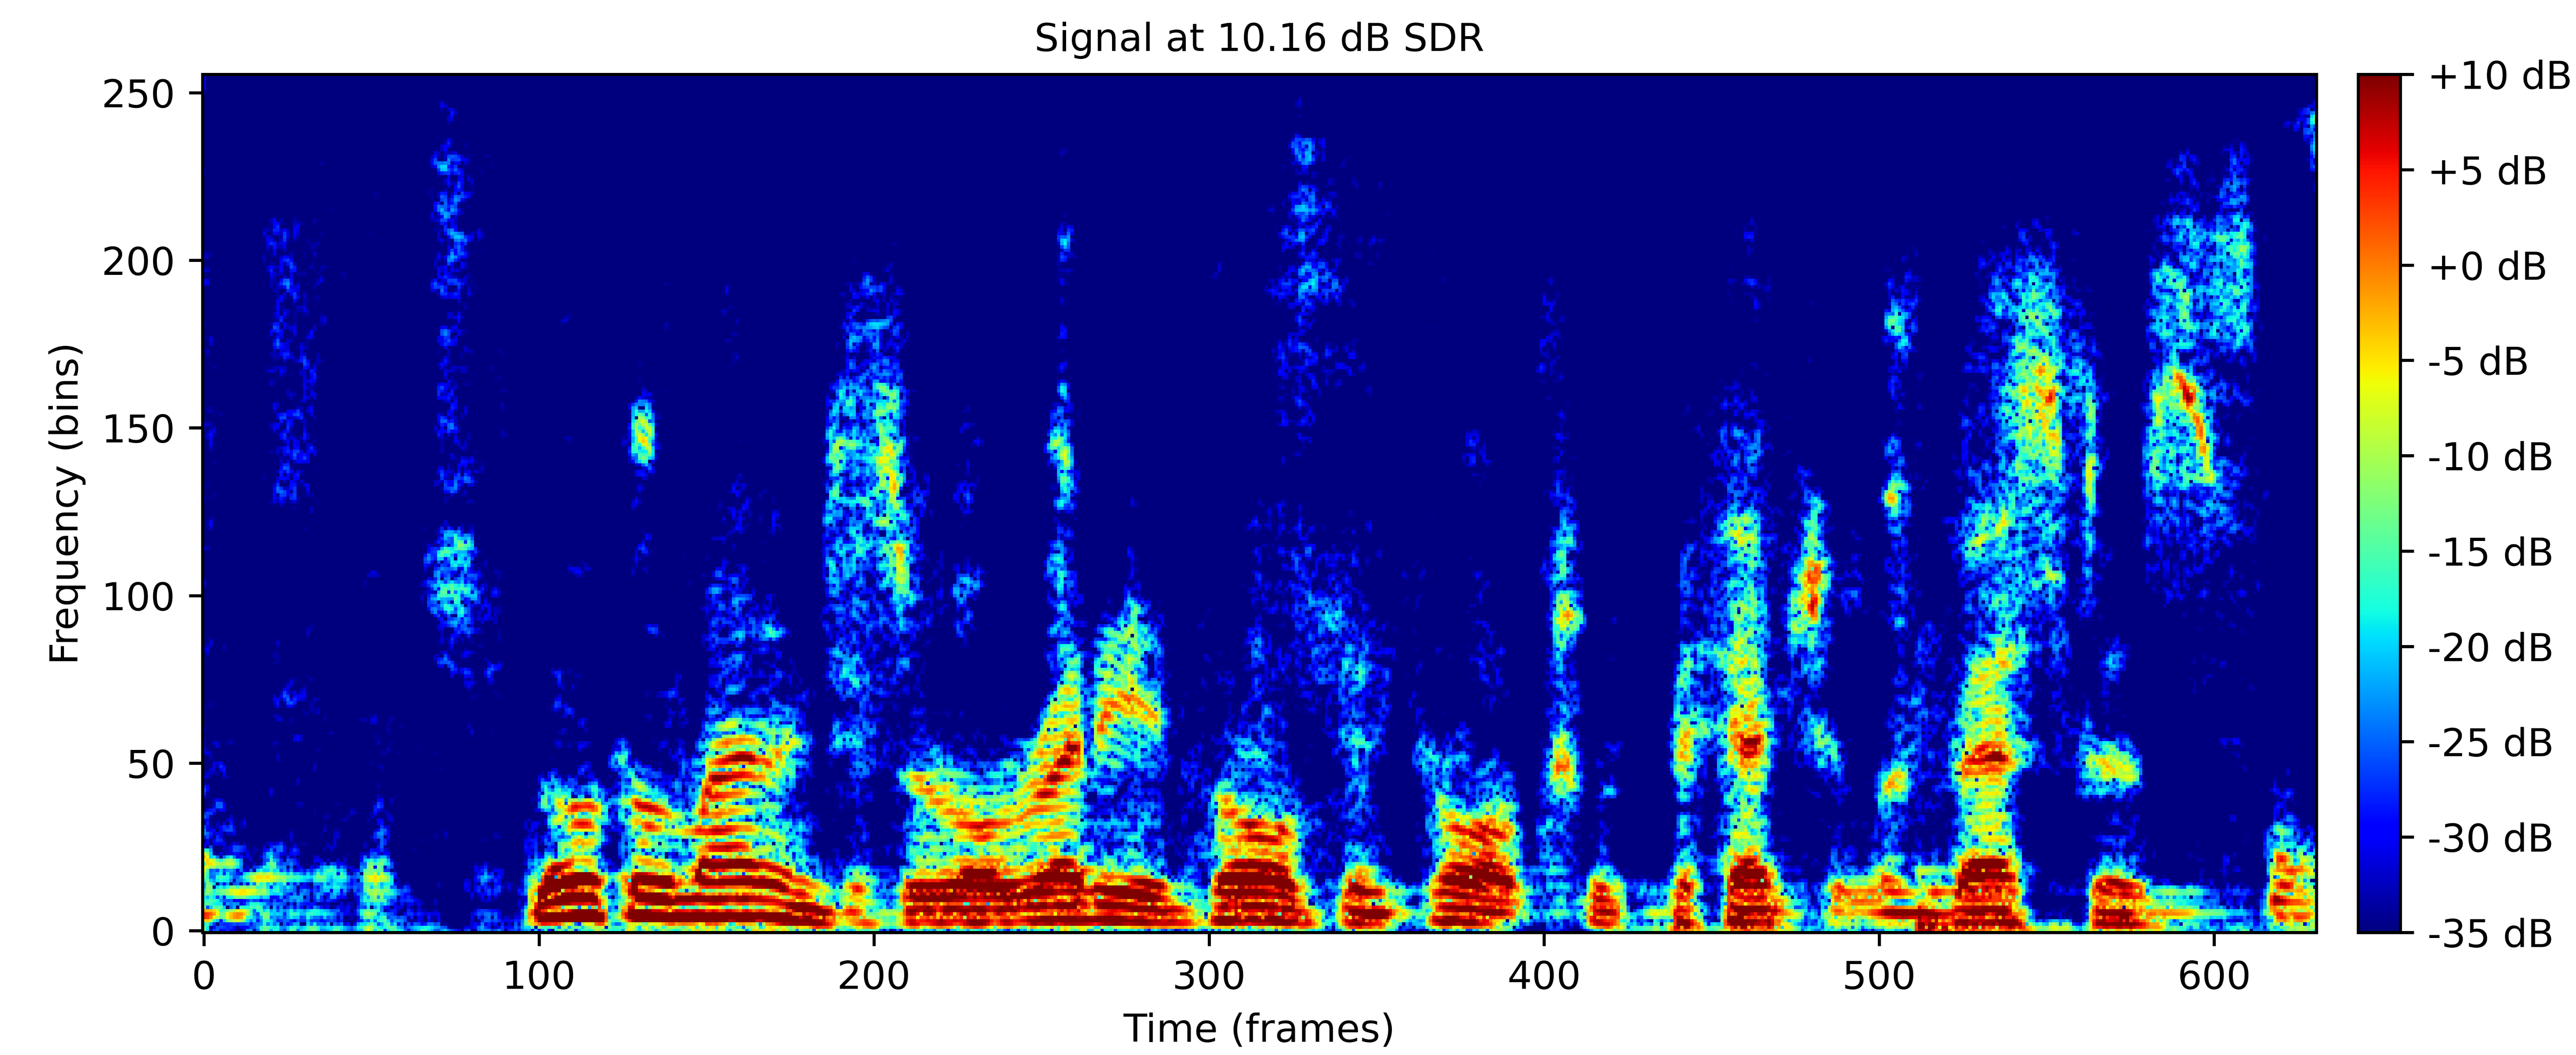 Signal at 10.16 dB SDR
Frequency (bins)
250
200
150
100
50
0
0 100 200 300 400 500 600
Time (frames)
+10 dB
+5 dB
+0 dB
-5 dB
-10 dB
-15 dB
-20 dB
-25 dB
-30 dB
-35 dB